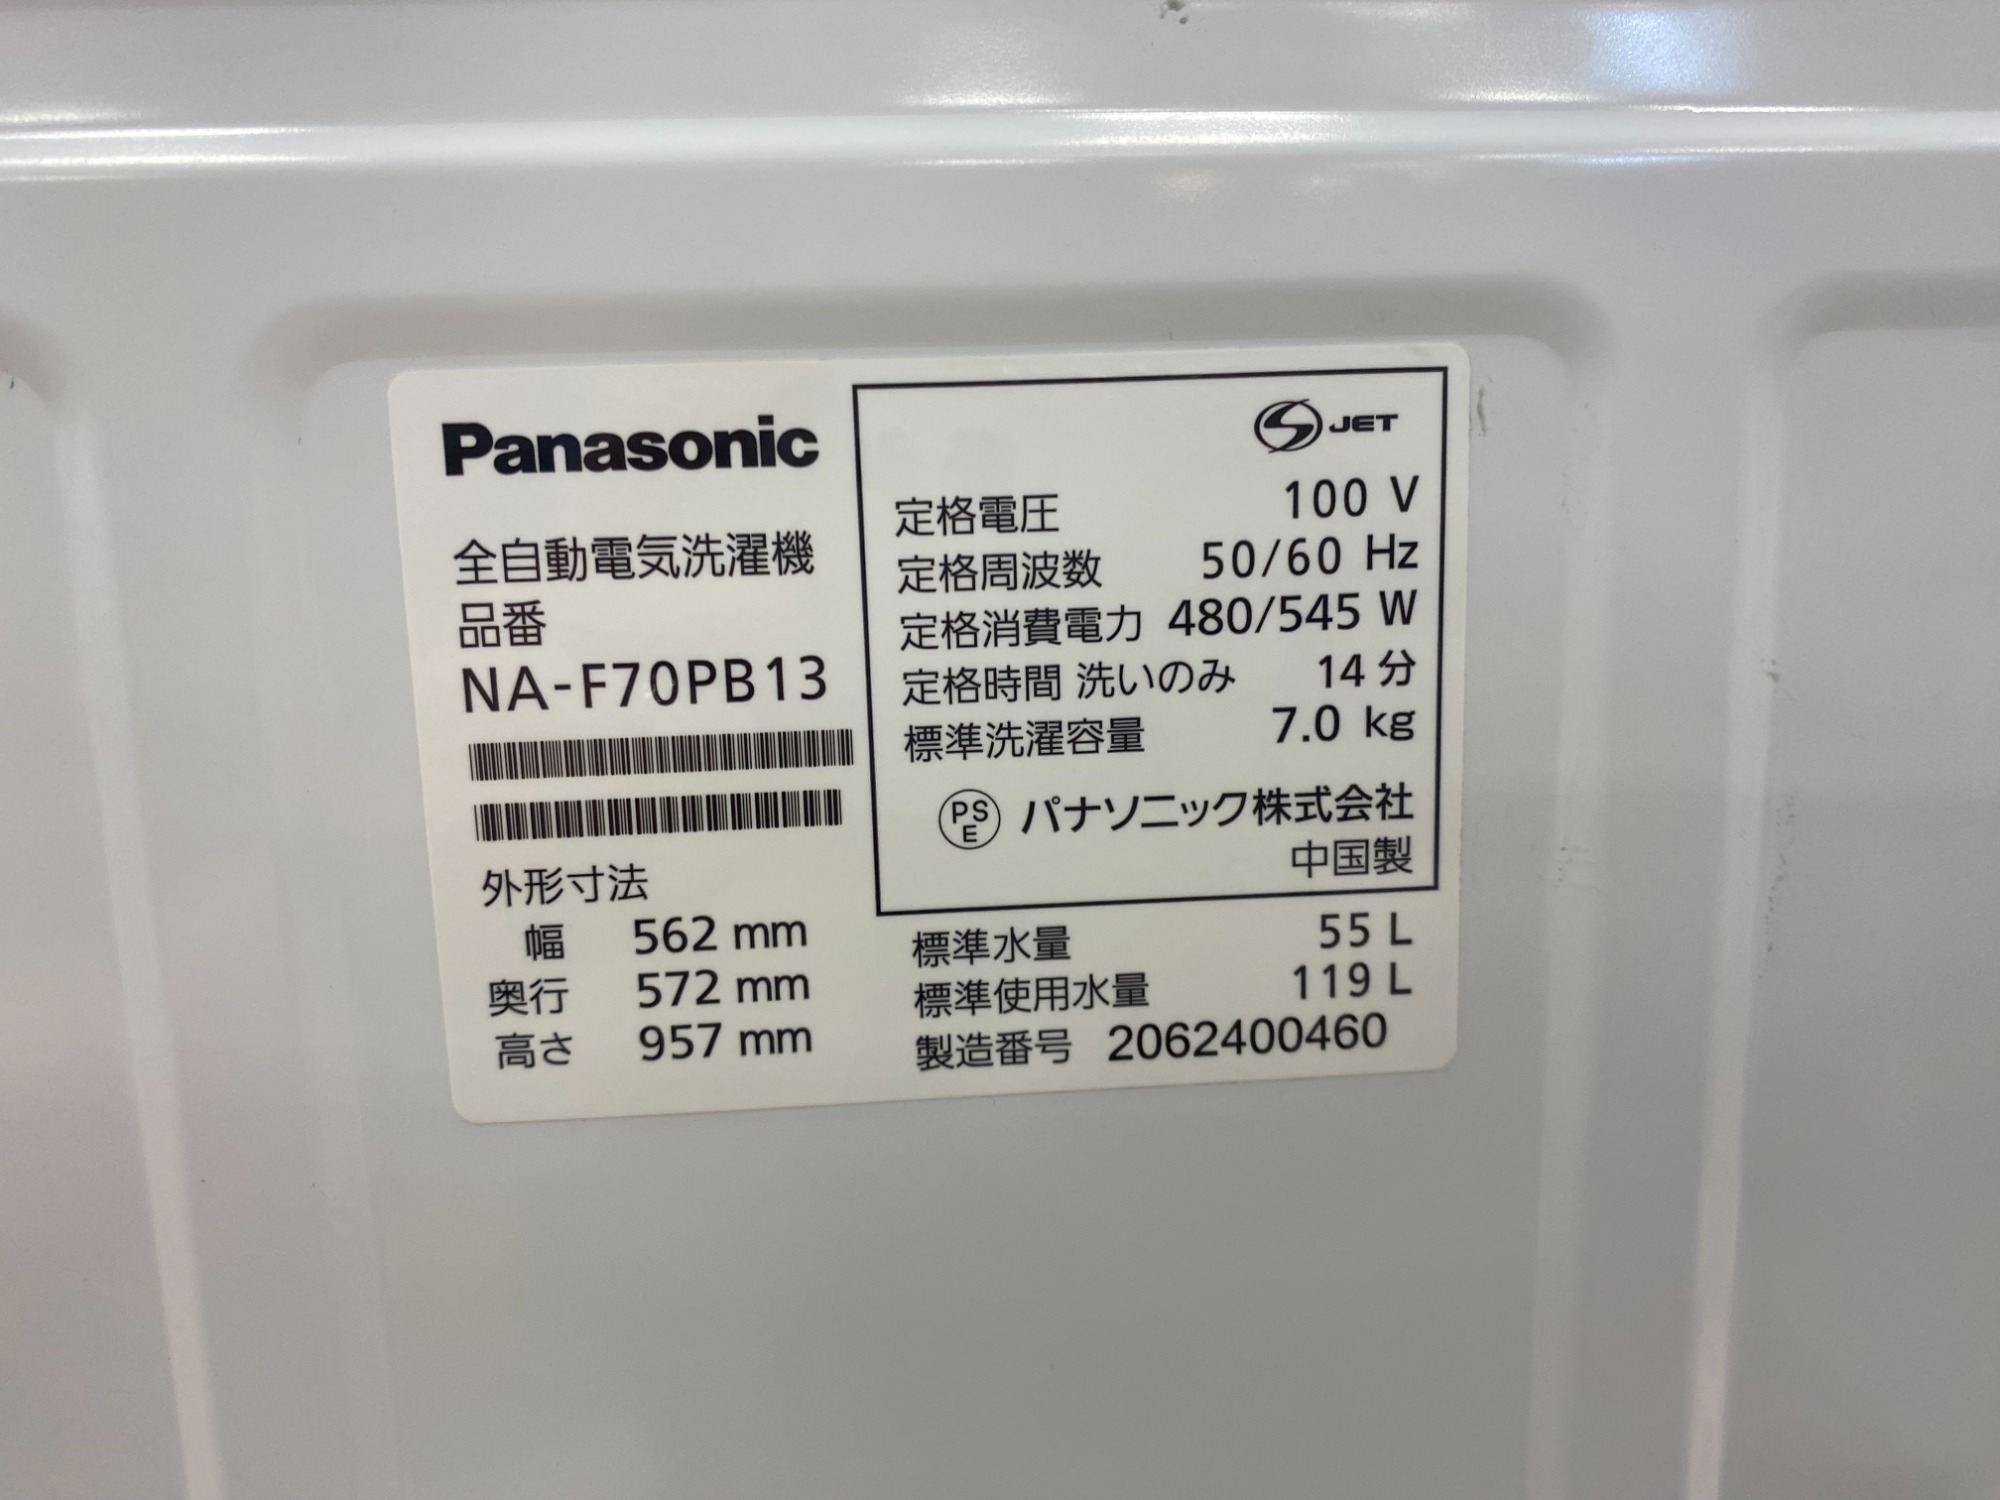 Panasonic
全自動電気洗濯機
品番
NA-F70PB13
外形寸法
幅 562 mm
奥行 572 mm
高さ 957 mm
JET
定格電圧 100 V
定格周波数 50/60 Hz
定格消費電力 480/545 W
定格時間 洗いのみ 14 分
標準洗濯容量 7.0 kg
PS
E
パナソニック株式会社
中国製
標準水量 55 L
標準使用水量 119 L
製造番号 2062400460